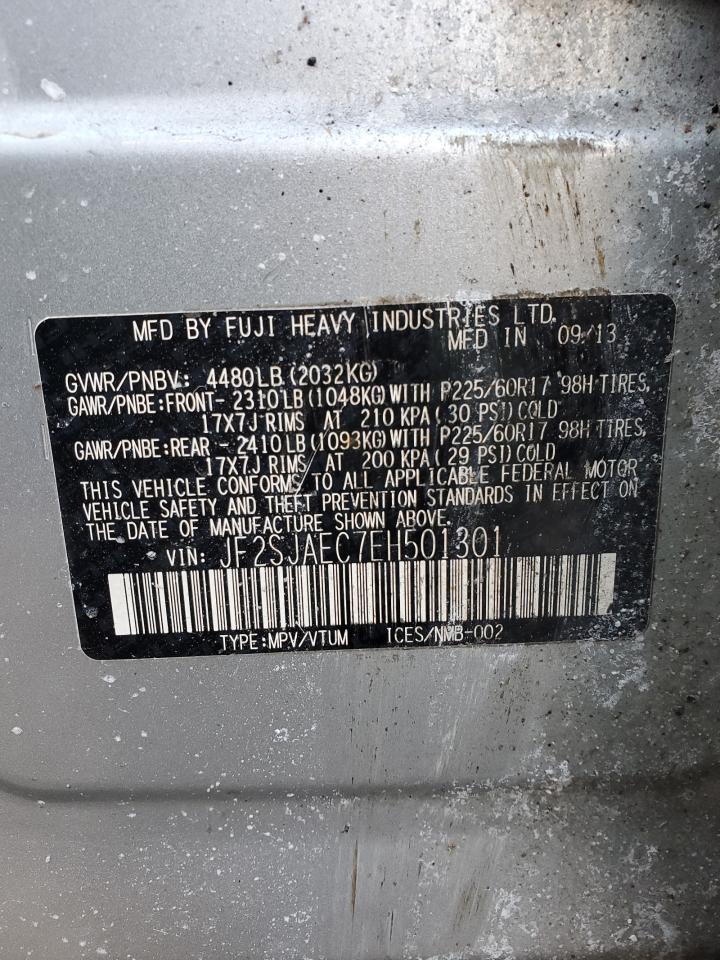 MFD BY FUJI HEAVY INDUSTRIES LTD.
MFD IN 09/13
GVWR/PNBV: 4480LB(2032KG)
GAWR/PNBE:FRONT- 2310LB(1048KG)WITH P225/60R17 98H TIRES,
17X7J RIMS AT 210 KPA(30 PSI)COLD
GAWR/PNBE:REAR - 2410LB(1093KG)WITH P225/60R17 98H TIRES,
17X7J RIMS AT 200 KPA(29 PSI)COLD
THIS VEHICLE CONFORMS TO ALL APPLICABLE FEDERAL MOTOR
VEHICLE SAFETY AND THEFT PREVENTION STANDARDS IN EFFECT ON
THE DATE OF MANUFACTURE SHOWN ABOVE.
VIN: JF2SJAEC7EH501301
TYPE:MPV/VTUM ICES/NMB-002